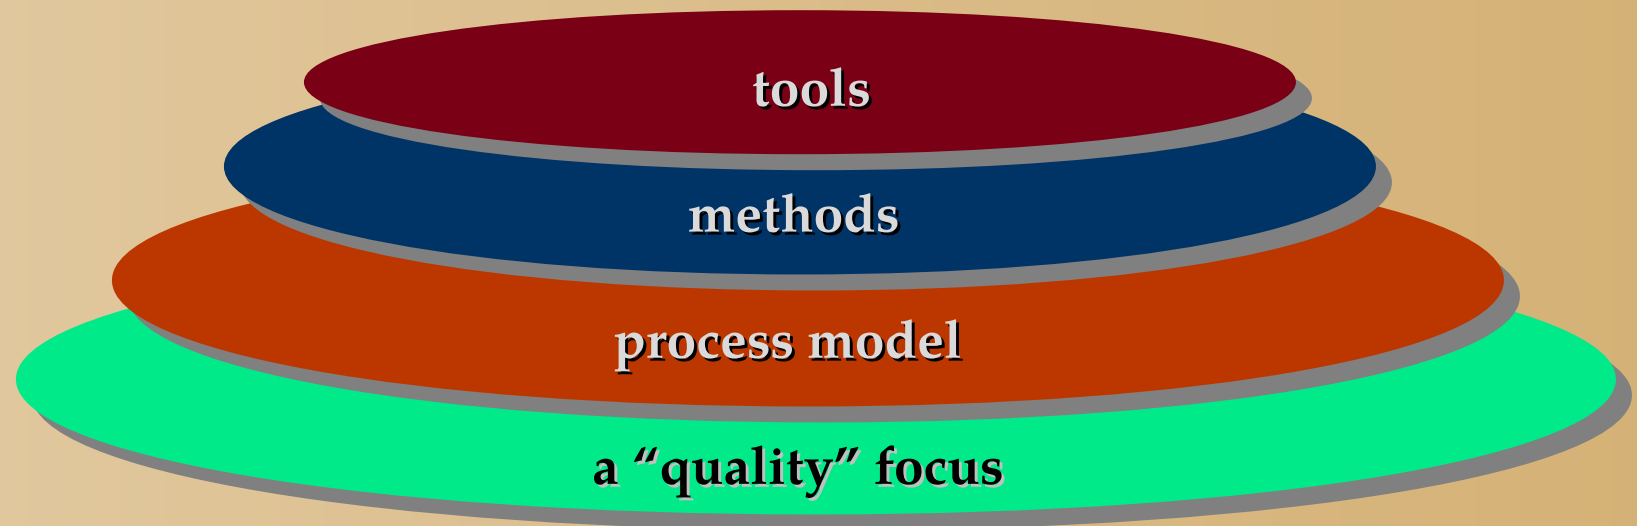 tools
methods
process model
a “quality” focus